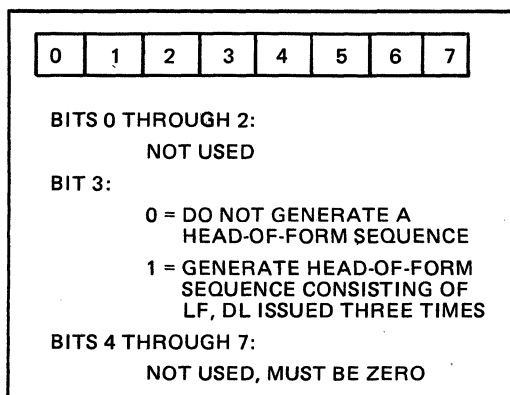 0 1 2 3 4 5 6 7
BITS 0 THROUGH 2:
NOT USED
BIT 3:
0 = DO NOT GENERATE A
HEAD-OF-FORM SEQUENCE
1 = GENERATE HEAD-OF-FORM
SEQUENCE CONSISTING OF
LF, DL ISSUED THREE TIMES
BITS 4 THROUGH 7:
NOT USED, MUST BE ZERO